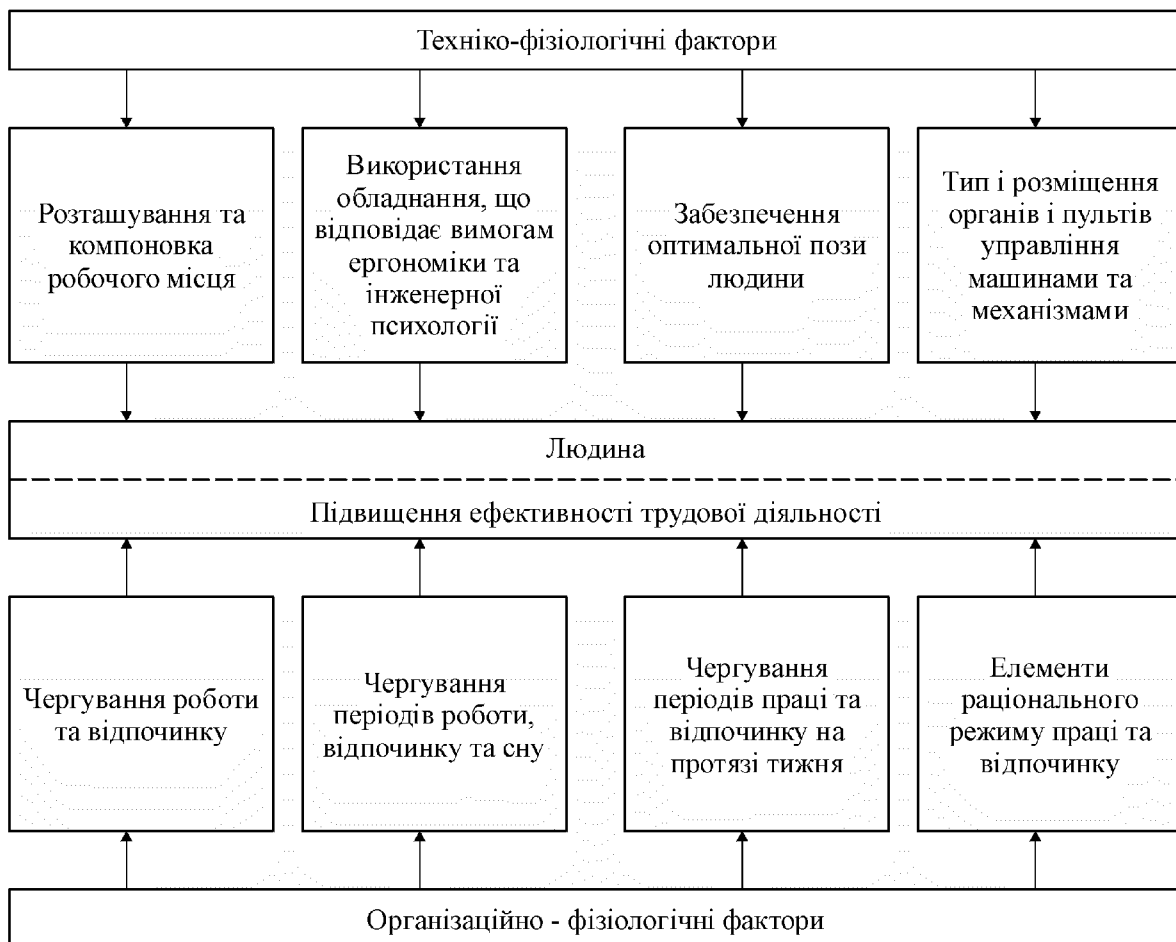 Техніко-фізіологічні фактори
Розташування та
компоновка
робочого місця
Використання
обладнання, що
відповідає вимогам
ергономіки та
інженерної
психології
Забезпечення
оптимальної пози
людини
Тип і розміщення
органів і пультів
управління
машинами та
механізмами
Людина
Підвищення ефективності трудової діяльності
Чергування роботи
та відпочинку
Чергування
періодів роботи,
відпочинку та сну
Чергування
періодів праці та
відпочинку на
протязі тижня
Елементи
раціонального
режиму праці та
відпочинку
Організаційно - фізіологічні фактори